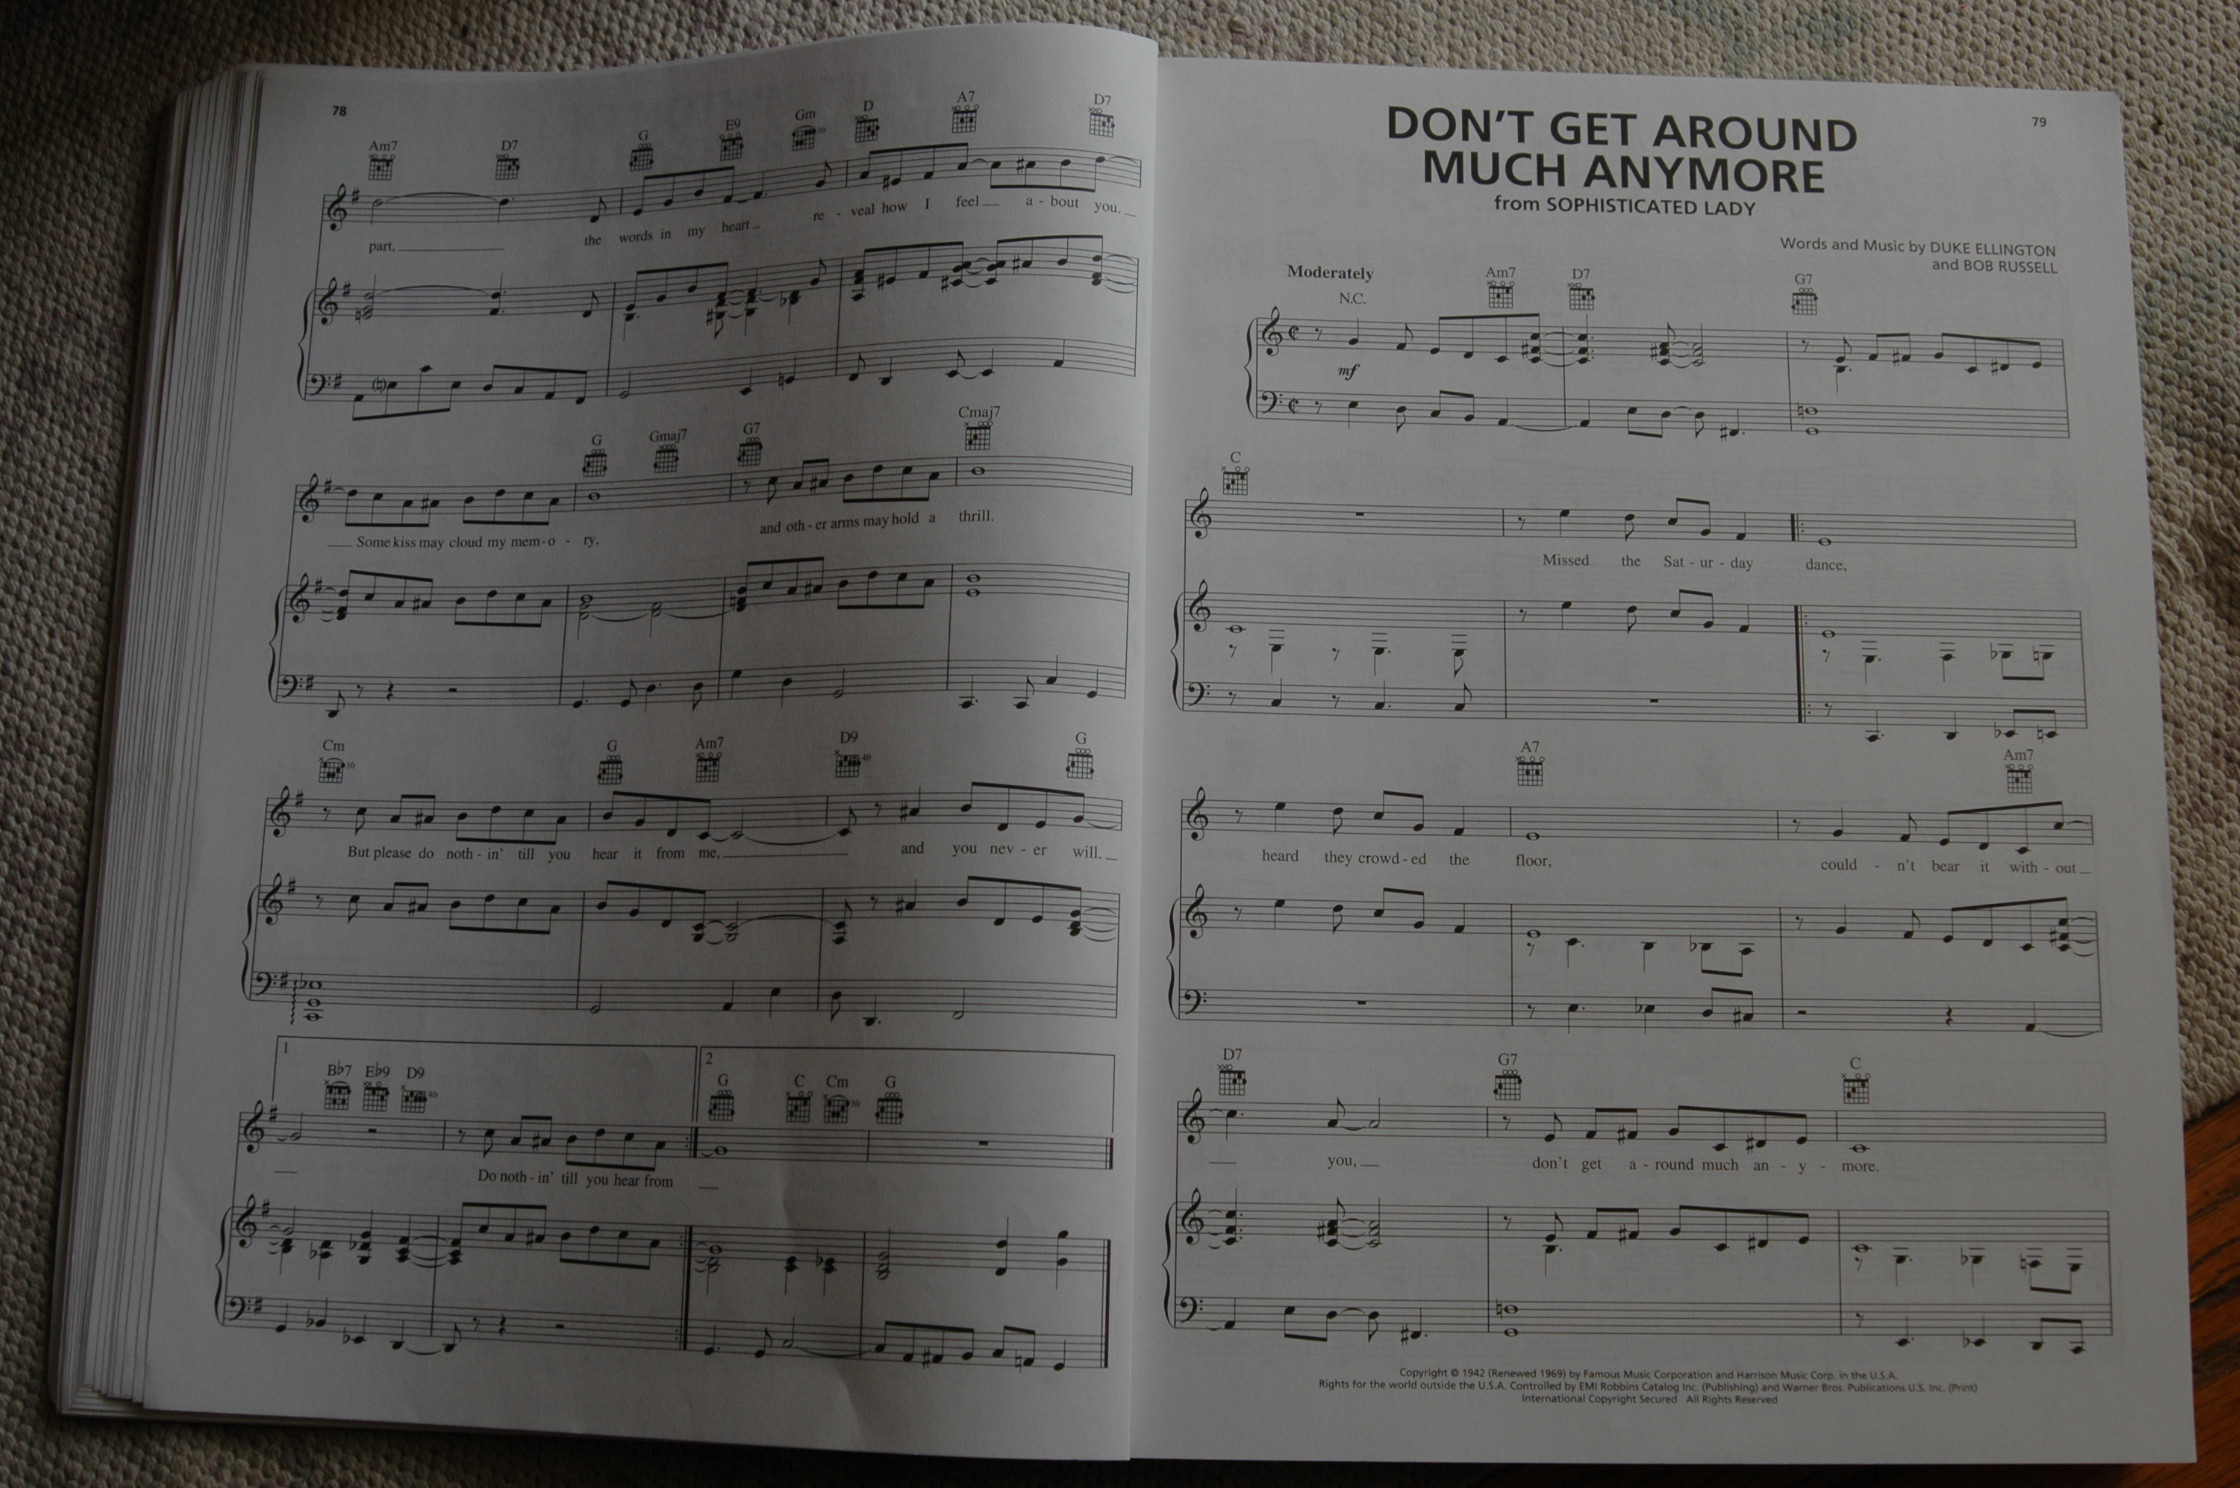 78
Am7 D7 G E9 Gm D A7 D7
part, the words in my heart re - veal how I feel a - bout you.
G Gmaj7 G7 Cmaj7
Some kiss may cloud my mem - o - ry, and oth - er arms may hold a thrill.
Cm G Am7 D9 G
But please do noth - in' till you hear it from me, and you nev - er will.
1 2
B♭7 E♭9 D9 G C Cm G
Do noth - in' till you hear from
79
DON'T GET AROUND
MUCH ANYMORE
from SOPHISTICATED LADY
Words and Music by DUKE ELLINGTON
and BOB RUSSELL
Moderately
N.C. Am7 D7 G7
mf
C
Missed the Sat - ur - day dance,
A7 Am7
heard they crowd - ed the floor, could - n't bear it with - out
D7 G7 C
you, don't get a - round much an - y - more.
Copyright © 1942 (Renewed 1969) by Famous Music Corporation and Harrison Music Corp. in the U.S.A.
Rights for the world outside the U.S.A. Controlled by EMI Robbins Catalog Inc. (Publishing) and Warner Bros. Publications U.S. Inc. (Print)
International Copyright Secured All Rights Reserved